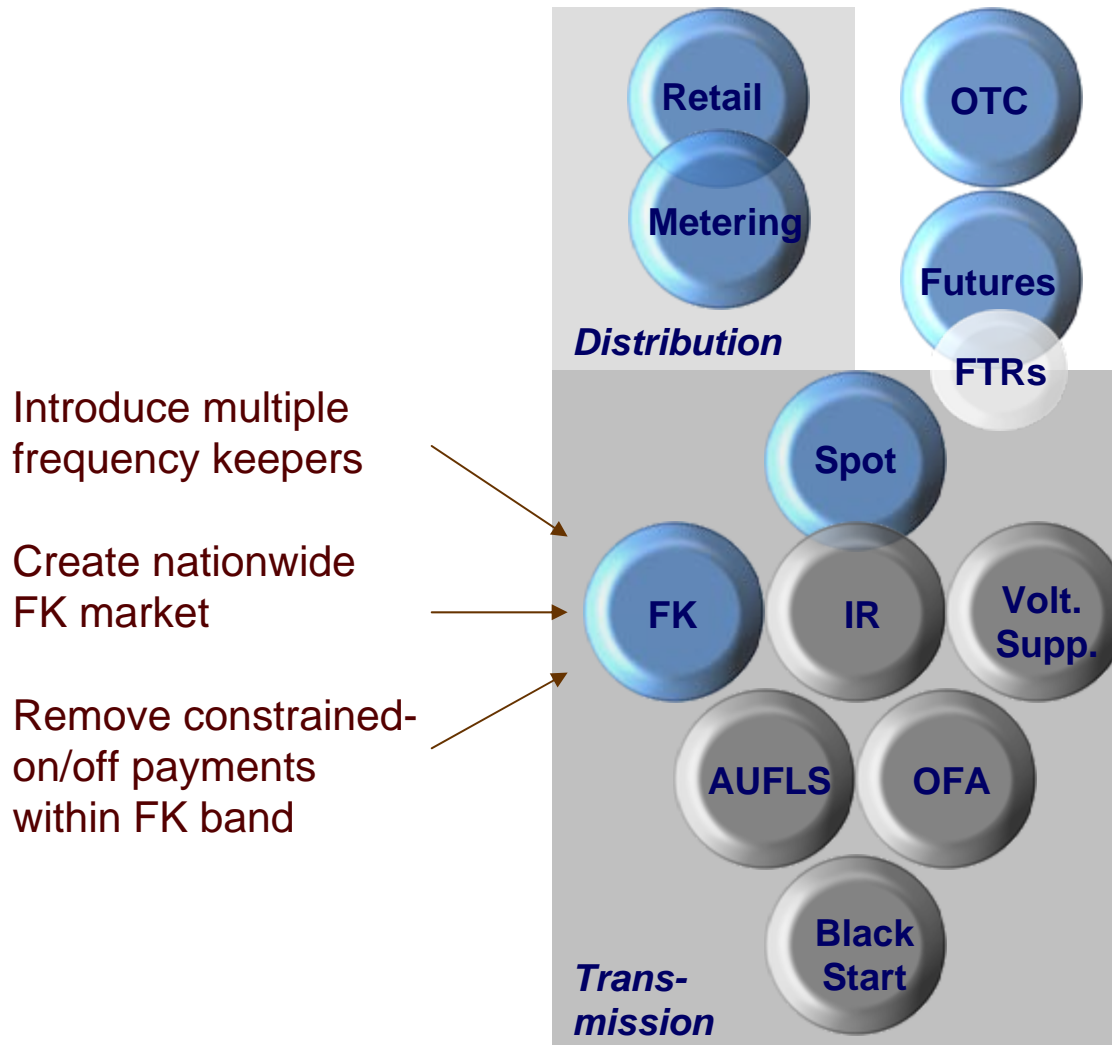 Retail
OTC
Metering
Futures
Distribution
FTRs
Introduce multiple
frequency keepers
Spot
Create nationwide
FK market
FK
IR
Volt.
Supp.
Remove constrained-
on/off payments
within FK band
AUFLS
OFA
Black
Start
Trans-
mission